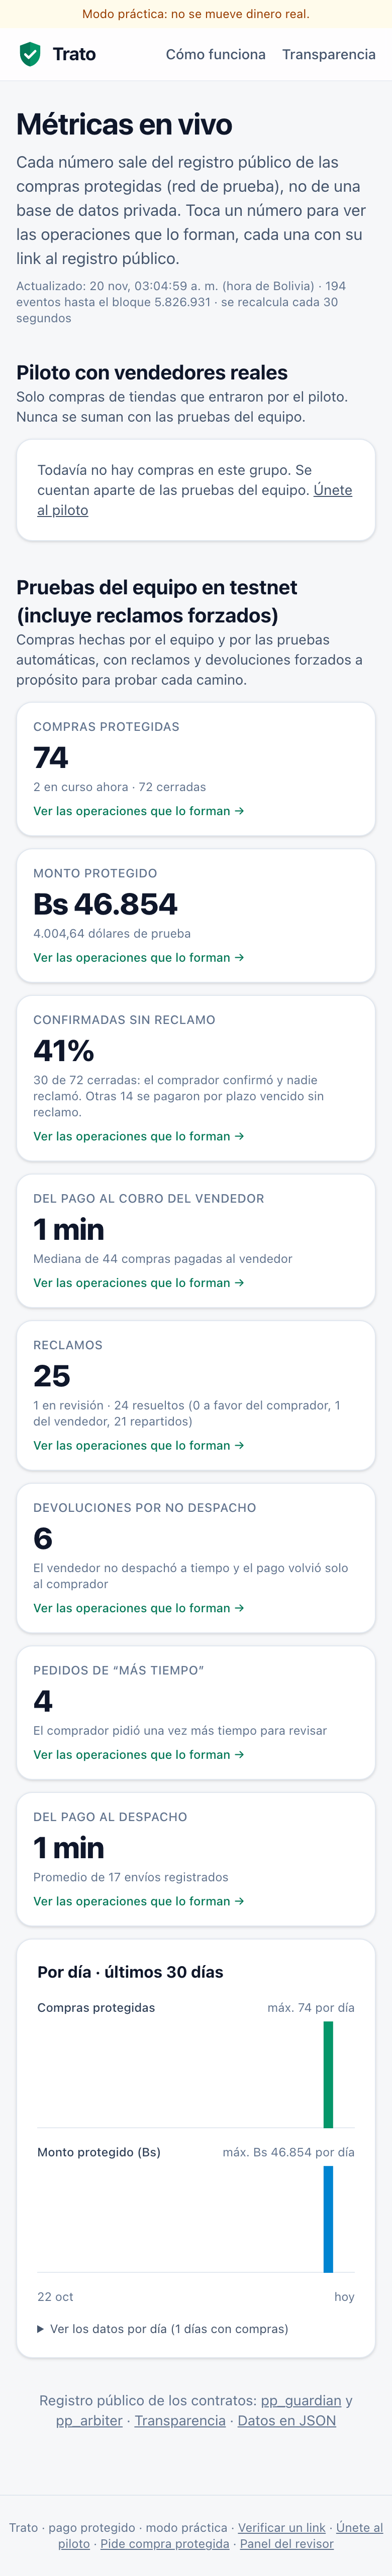 Modo práctica: no se mueve dinero real.
Trato
Cómo funciona
Transparencia
Métricas en vivo
Cada número sale del registro público de las
compras protegidas (red de prueba), no de una
base de datos privada. Toca un número para ver
las operaciones que lo forman, cada una con su
link al registro público.
Actualizado: 20 nov, 03:04:59 a. m. (hora de Bolivia) · 194
eventos hasta el bloque 5.826.931 · se recalcula cada 30
segundos
Piloto con vendedores reales
Solo compras de tiendas que entraron por el piloto.
Nunca se suman con las pruebas del equipo.
Todavía no hay compras en este grupo. Se
cuentan aparte de las pruebas del equipo. Únete
al piloto
Pruebas del equipo en testnet
(incluye reclamos forzados)
Compras hechas por el equipo y por las pruebas
automáticas, con reclamos y devoluciones forzados a
propósito para probar cada camino.
COMPRAS PROTEGIDAS
74
2 en curso ahora · 72 cerradas
Ver las operaciones que lo forman →
MONTO PROTEGIDO
Bs 46.854
4.004,64 dólares de prueba
Ver las operaciones que lo forman →
CONFIRMADAS SIN RECLAMO
41%
30 de 72 cerradas: el comprador confirmó y nadie
reclamó. Otras 14 se pagaron por plazo vencido sin
reclamo.
Ver las operaciones que lo forman →
DEL PAGO AL COBRO DEL VENDEDOR
1 min
Mediana de 44 compras pagadas al vendedor
Ver las operaciones que lo forman →
RECLAMOS
25
1 en revisión · 24 resueltos (0 a favor del comprador, 1
del vendedor, 21 repartidos)
Ver las operaciones que lo forman →
DEVOLUCIONES POR NO DESPACHO
6
El vendedor no despachó a tiempo y el pago volvió solo
al comprador
Ver las operaciones que lo forman →
PEDIDOS DE “MÁS TIEMPO”
4
El comprador pidió una vez más tiempo para revisar
Ver las operaciones que lo forman →
DEL PAGO AL DESPACHO
1 min
Promedio de 17 envíos registrados
Ver las operaciones que lo forman →
Por día · últimos 30 días
Compras protegidas
máx. 74 por día
Monto protegido (Bs)
máx. Bs 46.854 por día
22 oct
hoy
▶ Ver los datos por día (1 días con compras)
Registro público de los contratos: pp_guardian y
pp_arbiter · Transparencia · Datos en JSON
Trato · pago protegido · modo práctica · Verificar un link · Únete al
piloto · Pide compra protegida · Panel del revisor